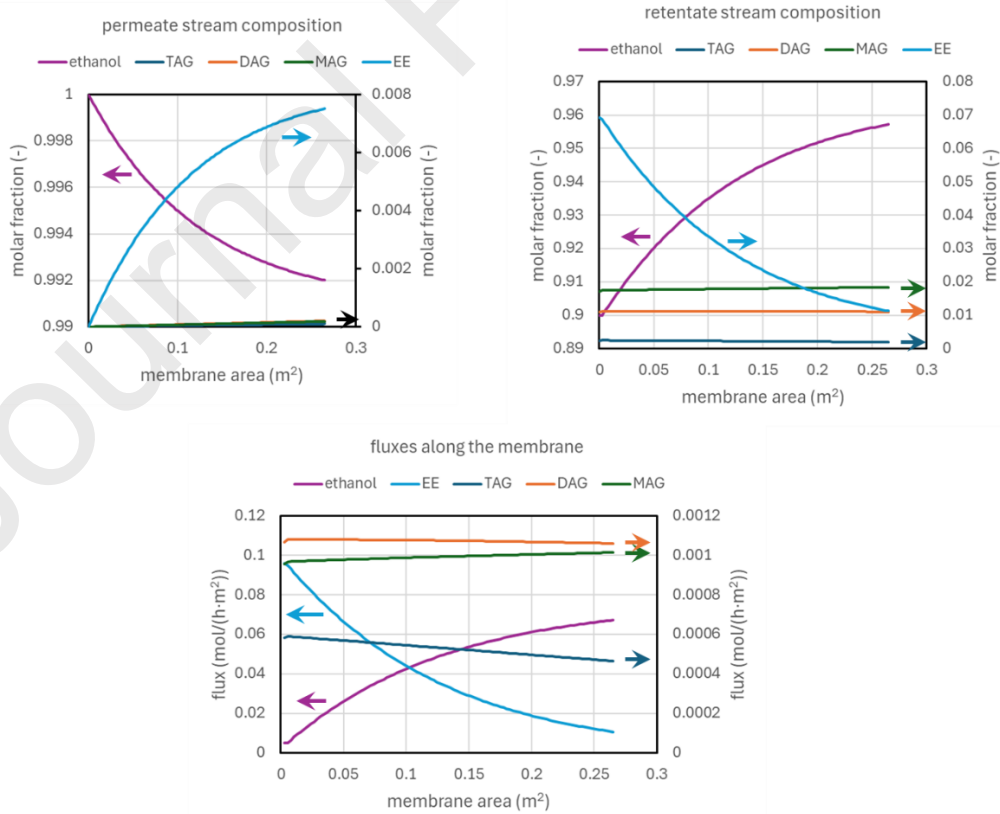 permeate stream composition
ethanol TAG DAG MAG EE
1
0.998
0.996
0.994
0.992
0.99
molar fraction (-)
0.008
0.006
0.004
0.002
0
molar fraction (-)
0 0.1 0.2 0.3
membrane area (m²)
retentate stream composition
ethanol TAG DAG MAG EE
0.97
0.96
0.95
0.94
0.93
0.92
0.91
0.9
0.89
molar fraction (-)
0.08
0.07
0.06
0.05
0.04
0.03
0.02
0.01
0
molar fraction (-)
0 0.05 0.1 0.15 0.2 0.25 0.3
membrane area (m²)
fluxes along the membrane
ethanol EE TAG DAG MAG
0.12
0.1
0.08
0.06
0.04
0.02
0
flux (mol/(h·m²))
0.0012
0.001
0.0008
0.0006
0.0004
0.0002
0
flux (mol/(h·m²))
0 0.05 0.1 0.15 0.2 0.25 0.3
membrane area (m²)
Journal P